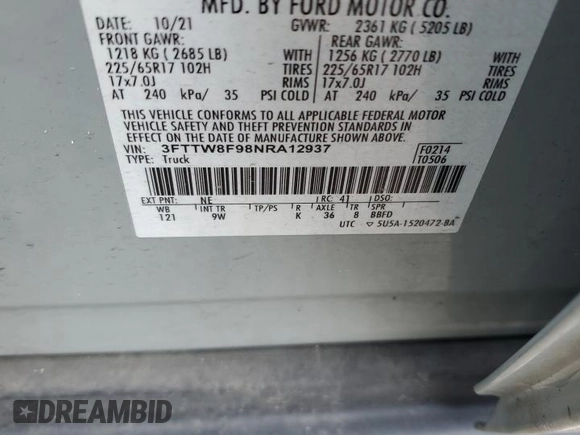 MFD. BY FORD MOTOR CO.
DATE: 10/21 GVWR: 2361 KG ( 5205 LB)
FRONT GAWR: REAR GAWR:
1218 KG ( 2685 LB) 1256 KG ( 2770 LB)
225/65R17 102H TIRES 225/65R17 102H TIRES
17x7.0J RIMS 17x7.0J RIMS
AT 240 kPa/ 35 PSI COLD AT 240 kPa/ 35 PSI COLD
THIS VEHICLE CONFORMS TO ALL APPLICABLE FEDERAL MOTOR
VEHICLE SAFETY AND THEFT PREVENTION STANDARDS IN
EFFECT ON THE DATE OF MANUFACTURE SHOWN ABOVE.
VIN: 3FTTW8F98NRA12937 F0214
TYPE: Truck T0506
EXT PNT: NE RC: 41 DSO:
WB INT TR TP/PS R AXLE TR SPR
121 9W K 36 8 BBFD
UTC ▽ 5U5A-1520472-BA
DREAMBID